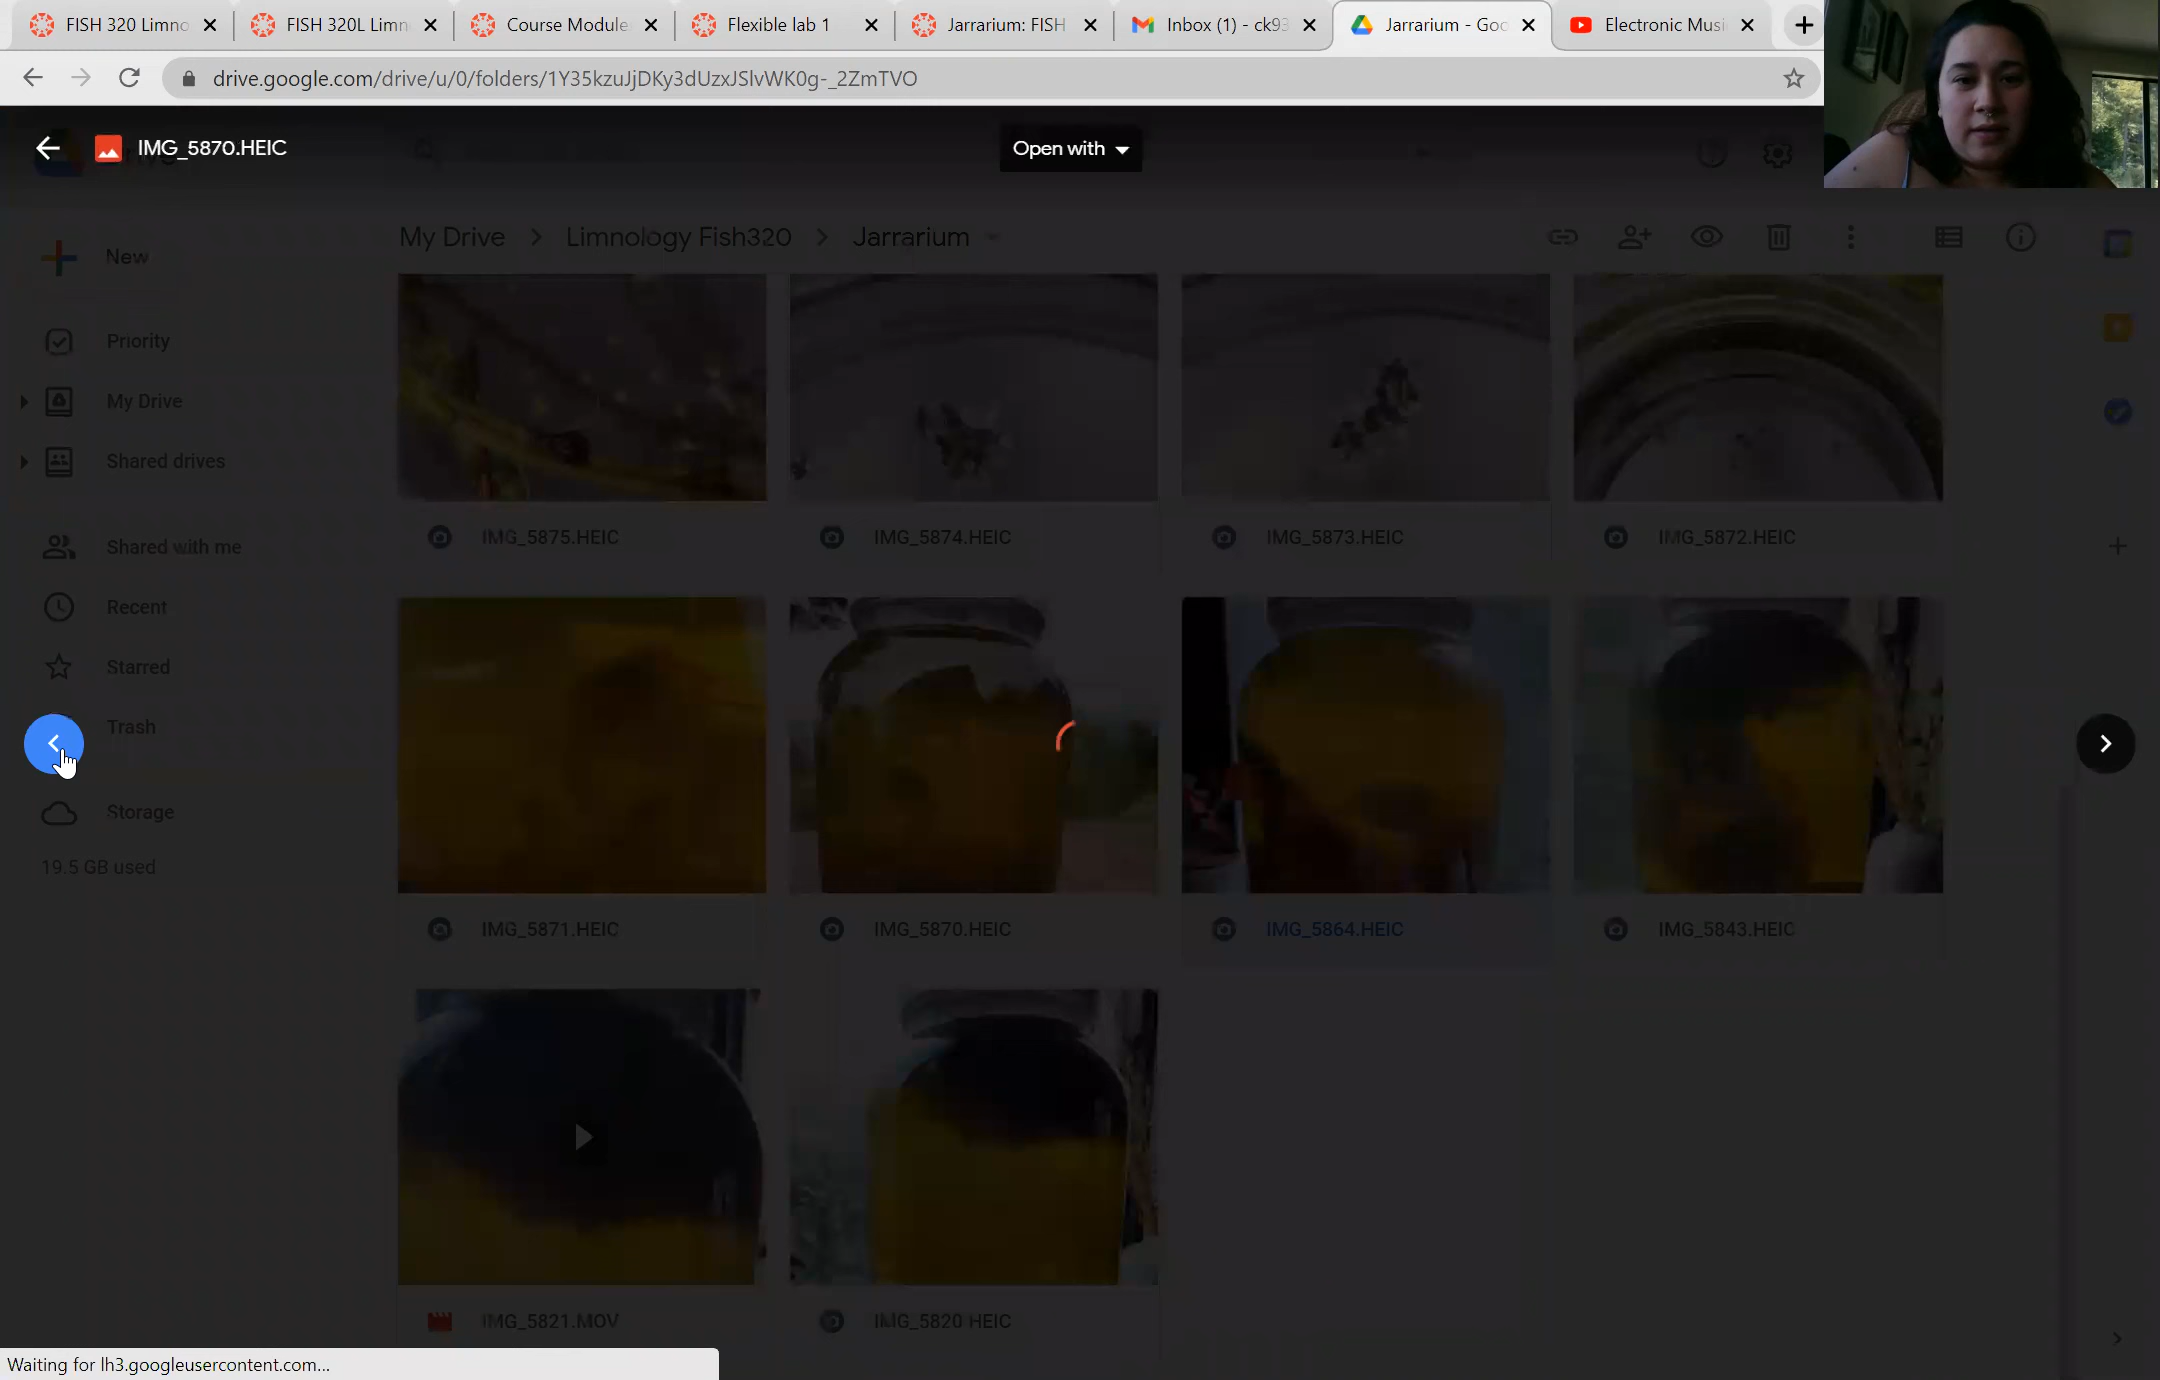 FISH 320 Limno
FISH 320L Limn
Course Module
Flexible lab 1
Jarrarium: FISH
Inbox (1) - ck93
Jarrarium - Goo
Electronic Musi
drive.google.com/drive/u/0/folders/1Y35kzuJjDKy3dUzxJSlvWK0g-_2ZmTVO
IMG_5870.HEIC
Open with
My Drive > Limnology Fish320 > Jarrarium
New
Priority
My Drive
Shared drives
Shared with me
Recent
Starred
Trash
Storage
19.5 GB used
IMG_5875.HEIC
IMG_5874.HEIC
IMG_5873.HEIC
IMG_5872.HEIC
IMG_5871.HEIC
IMG_5870.HEIC
IMG_5864.HEIC
IMG_5843.HEIC
IMG_5821.MOV
IMG_5820.HEIC
Waiting for lh3.googleusercontent.com...